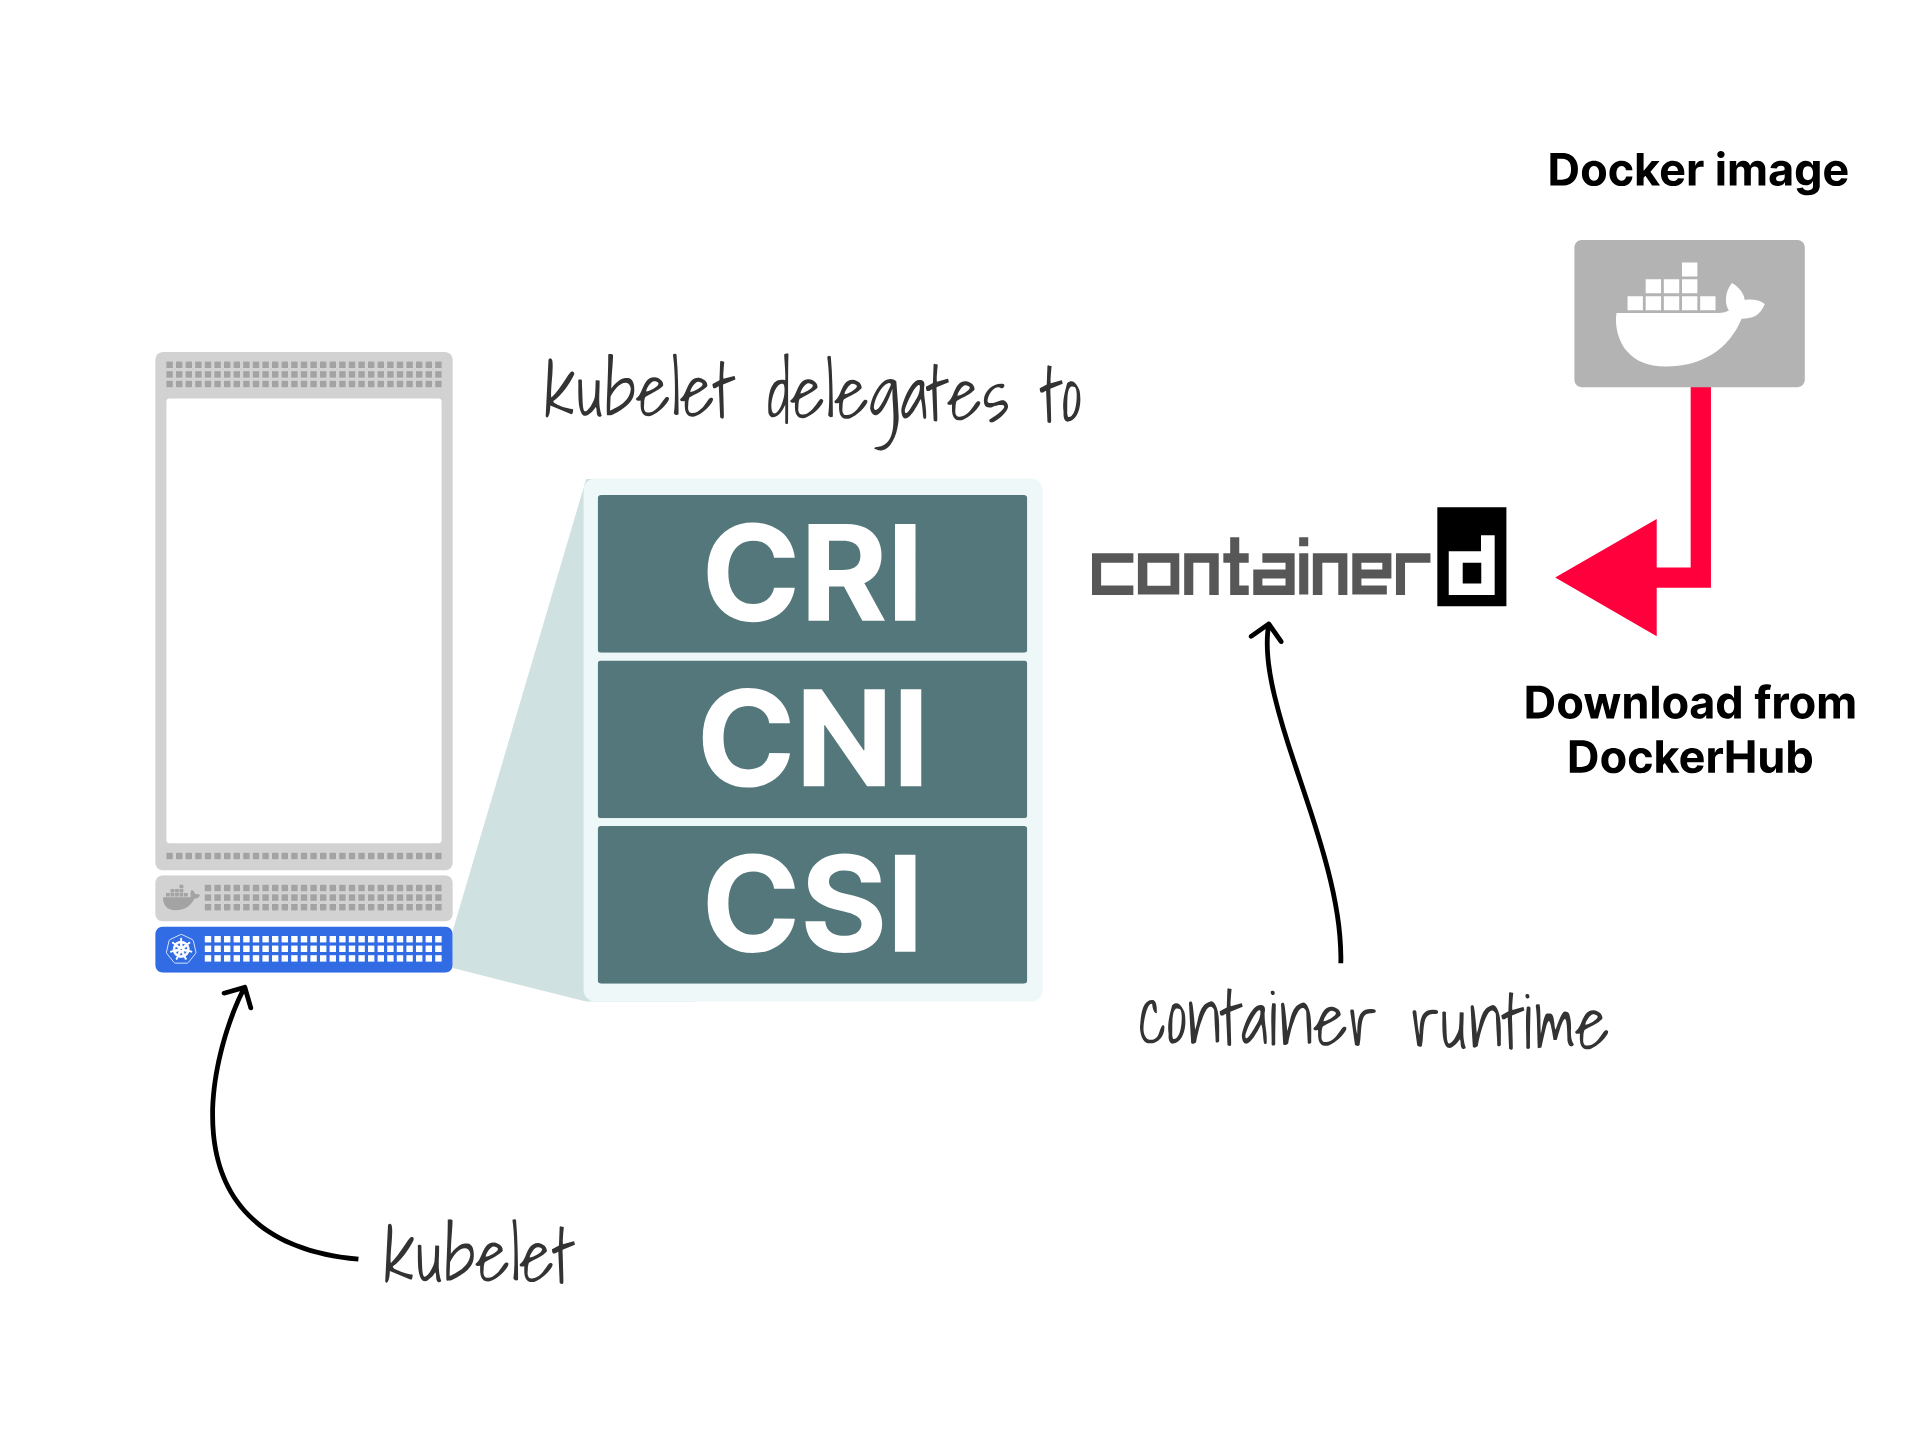 Docker image
kubelet delegates to
CRI
containerd
CNI
Download from
DockerHub
CSI
container runtime
kubelet